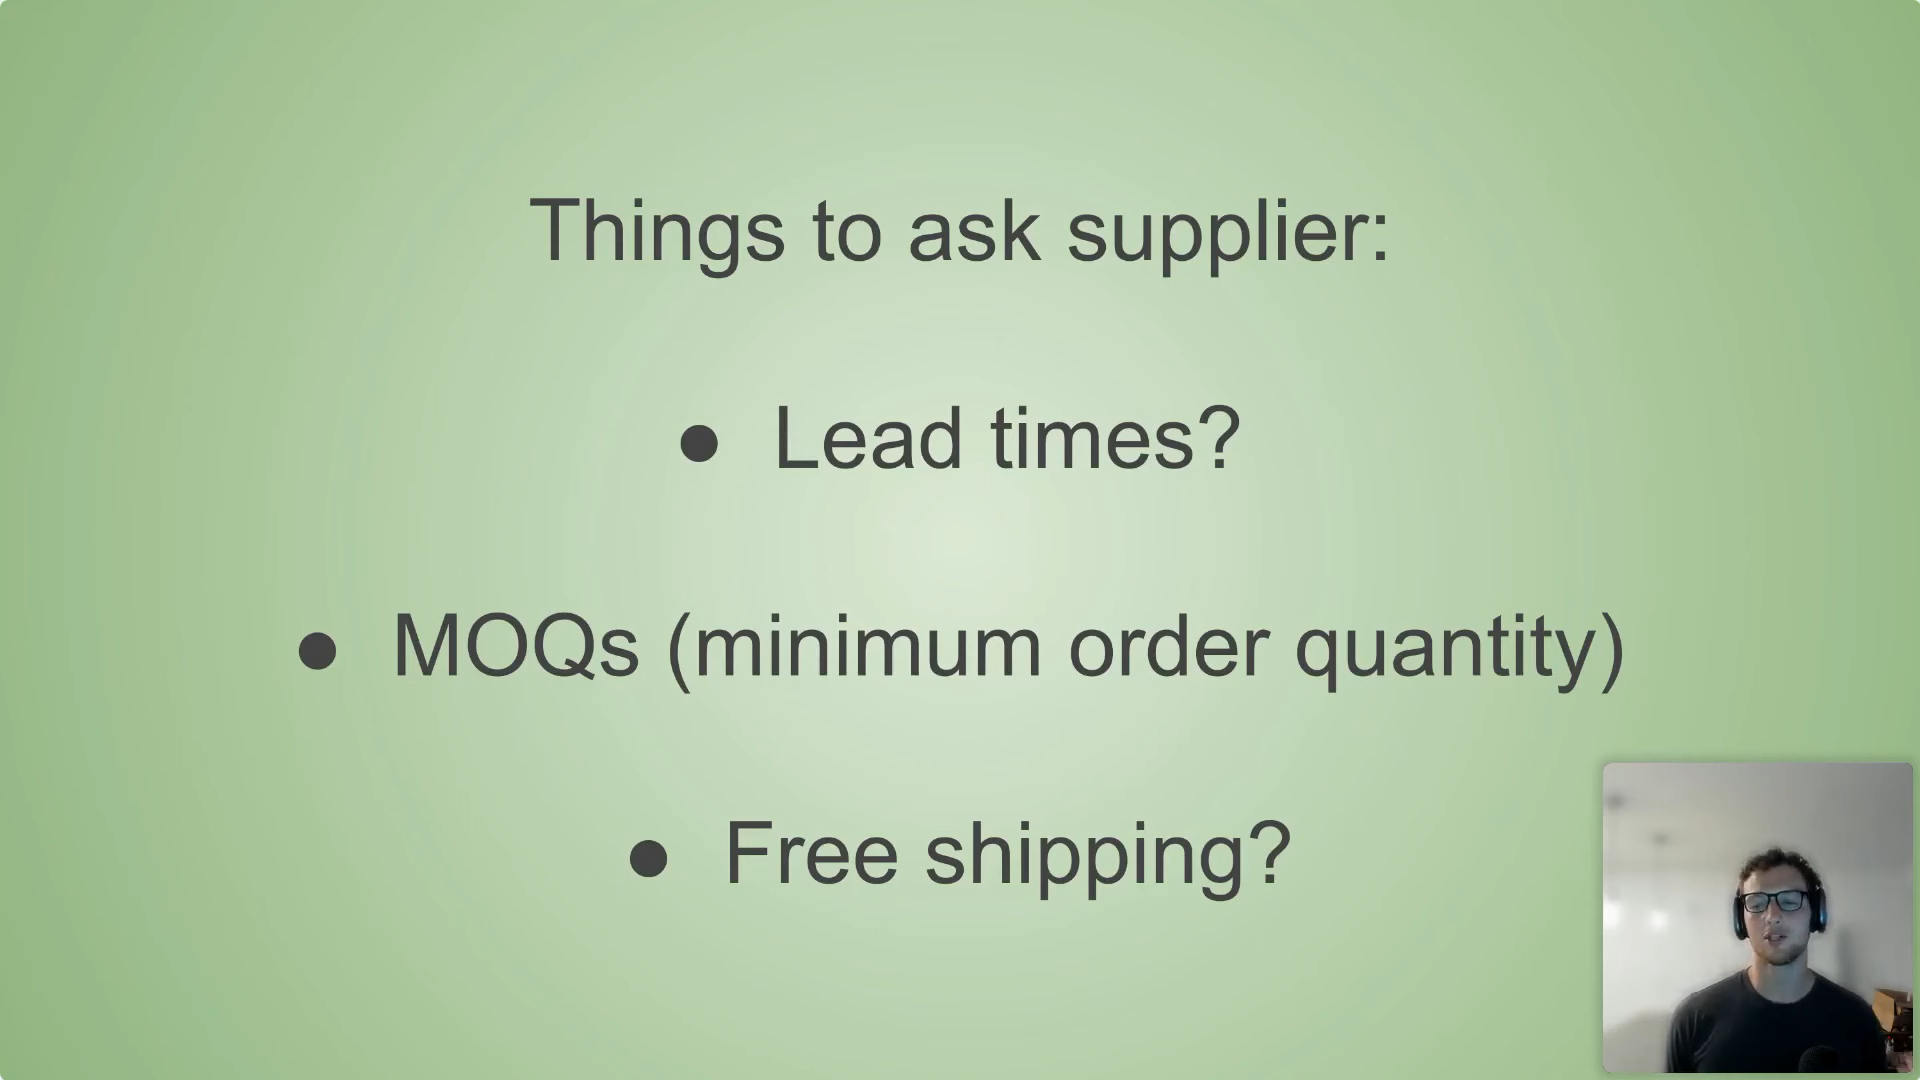 Things to ask supplier:
● Lead times?
● MOQs (minimum order quantity)
● Free shipping?